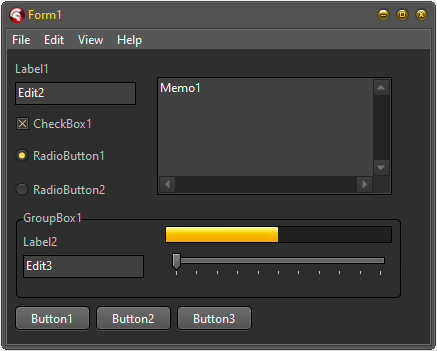 Form1
File Edit View Help
Label1
Edit2
Memo1
CheckBox1
RadioButton1
RadioButton2
GroupBox1
Label2
Edit3
Button1 Button2 Button3